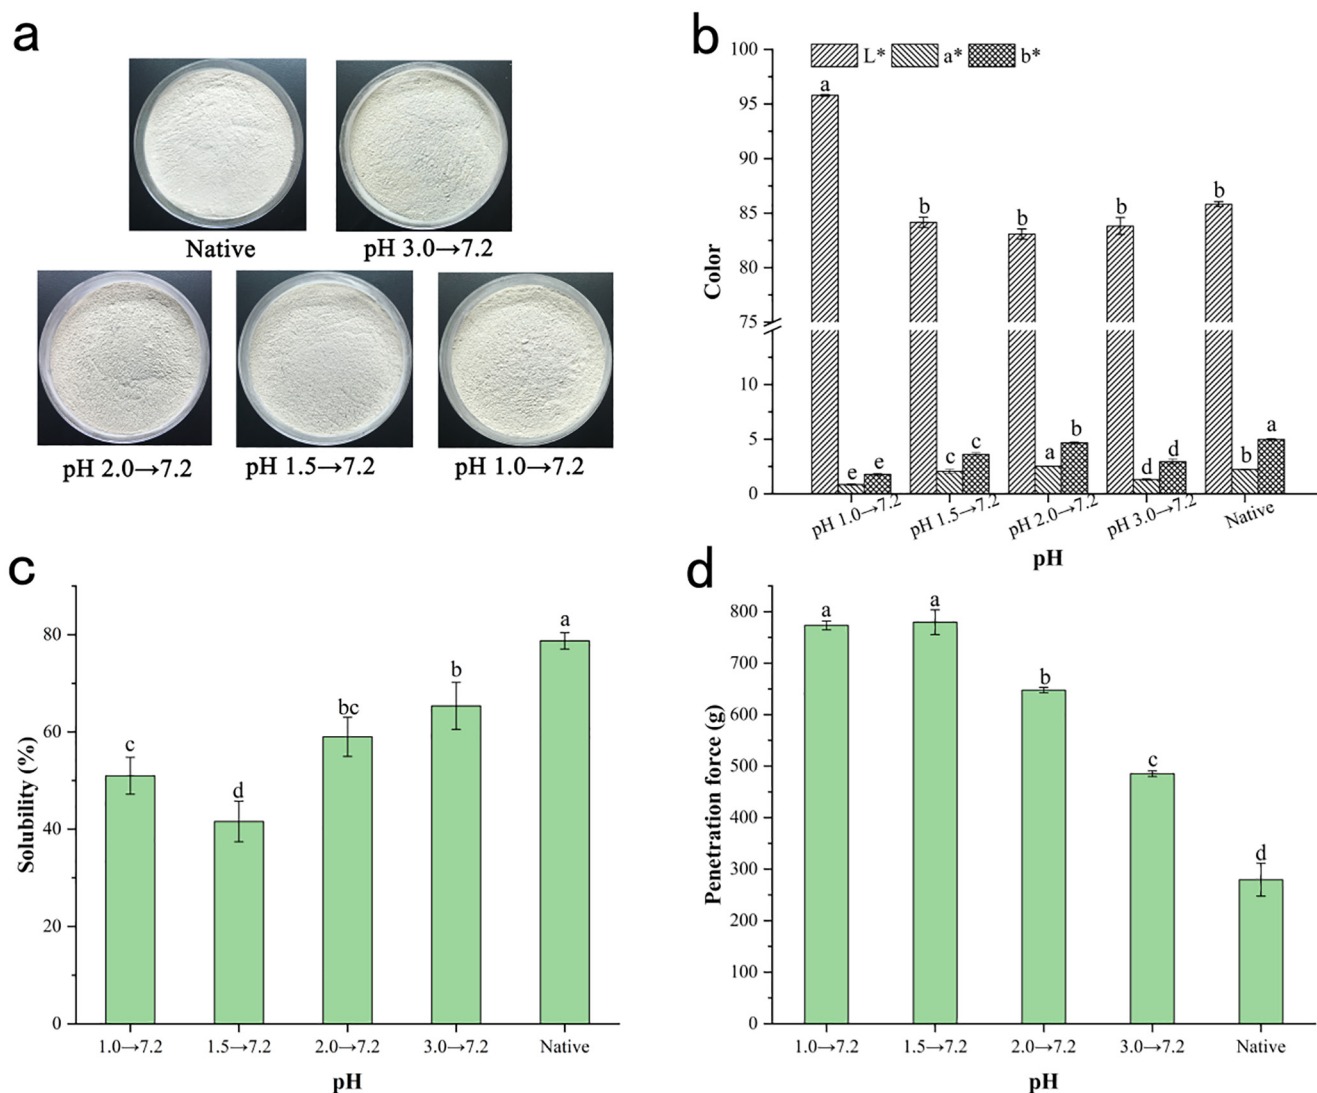 a
Native
pH 3.0→7.2
pH 2.0→7.2
pH 1.5→7.2
pH 1.0→7.2
b
L* a* b*
Color
100
95
90
85
80
75
10
5
0
a
b
b
b
b
e e
c c
a b
d d
b a
pH 1.0→7.2
pH 1.5→7.2
pH 2.0→7.2
pH 3.0→7.2
Native
pH
c
Solubility (%)
80
60
40
20
0
c
d
bc
b
a
1.0→7.2 1.5→7.2 2.0→7.2 3.0→7.2 Native
pH
d
Penetration force (g)
800
700
600
500
400
300
200
100
0
a
a
b
c
d
1.0→7.2 1.5→7.2 2.0→7.2 3.0→7.2 Native
pH